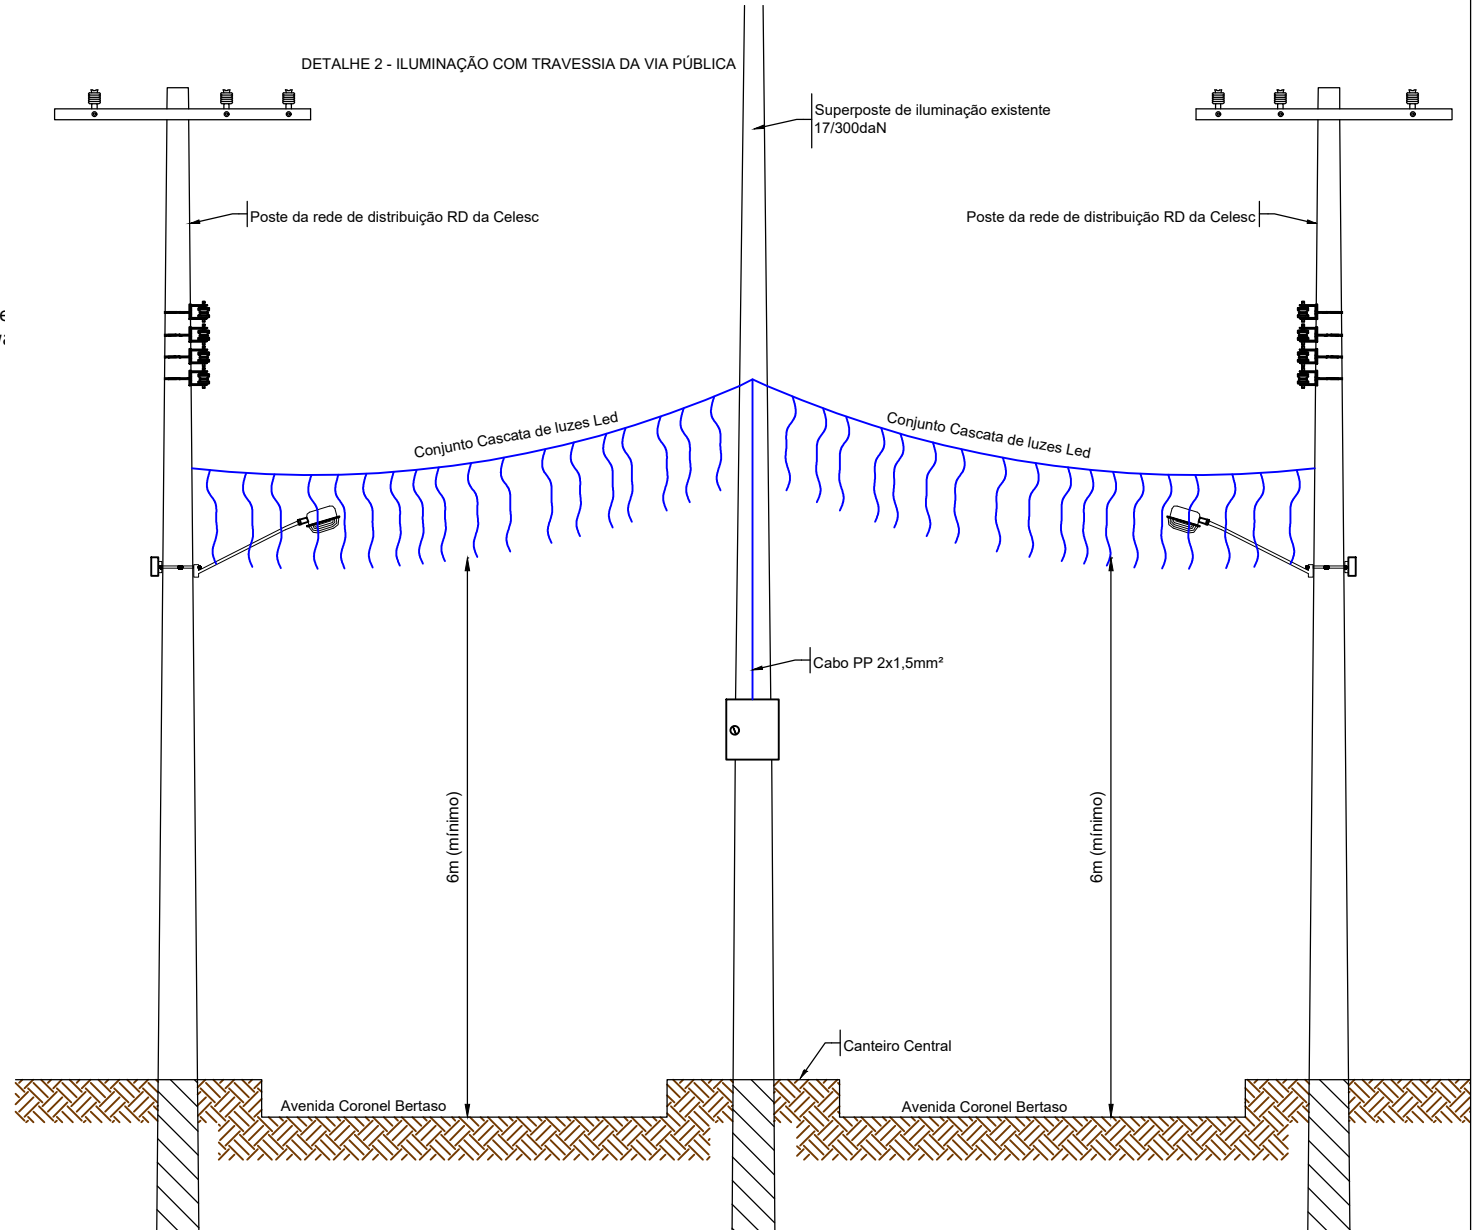 DETALHE 2 - ILUMINAÇÃO COM TRAVESSIA DA VIA PÚBLICA
Superposte de iluminação existente
17/300daN
Poste da rede de distribuição RD da Celesc
Poste da rede de distribuição RD da Celesc
Conjunto Cascata de luzes Led
Conjunto Cascata de luzes Led
Cabo PP 2x1,5mm²
6m (mínimo)
6m (mínimo)
Canteiro Central
Avenida Coronel Bertaso
Avenida Coronel Bertaso